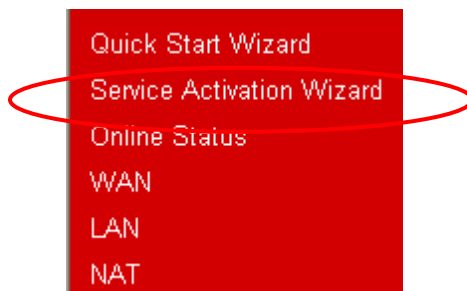 Quick Start Wizard
Service Activation Wizard
Online Status
WAN
LAN
NAT